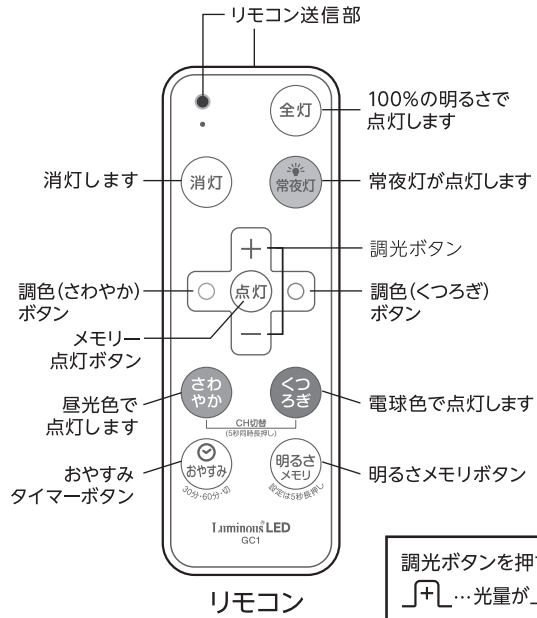 リモコン送信部
全灯
100%の明るさで
点灯します
消灯します
消灯
常夜灯
常夜灯が点灯します
+
調光ボタン
調色(さわやか)
ボタン
点灯
調色(くつろぎ)
ボタン
メモリー
点灯ボタン
−
さわ
やか
くつ
ろぎ
昼光色で
点灯します
電球色で点灯します
CH切替
(5秒同時長押し)
おやすみ
タイマーボタン
おやすみ
30分・60分・切
明るさ
メモリ
設定は5秒長押し
明るさメモリボタン
Luminous LED
GC1
リモコン
調光ボタンを押
+…光量が